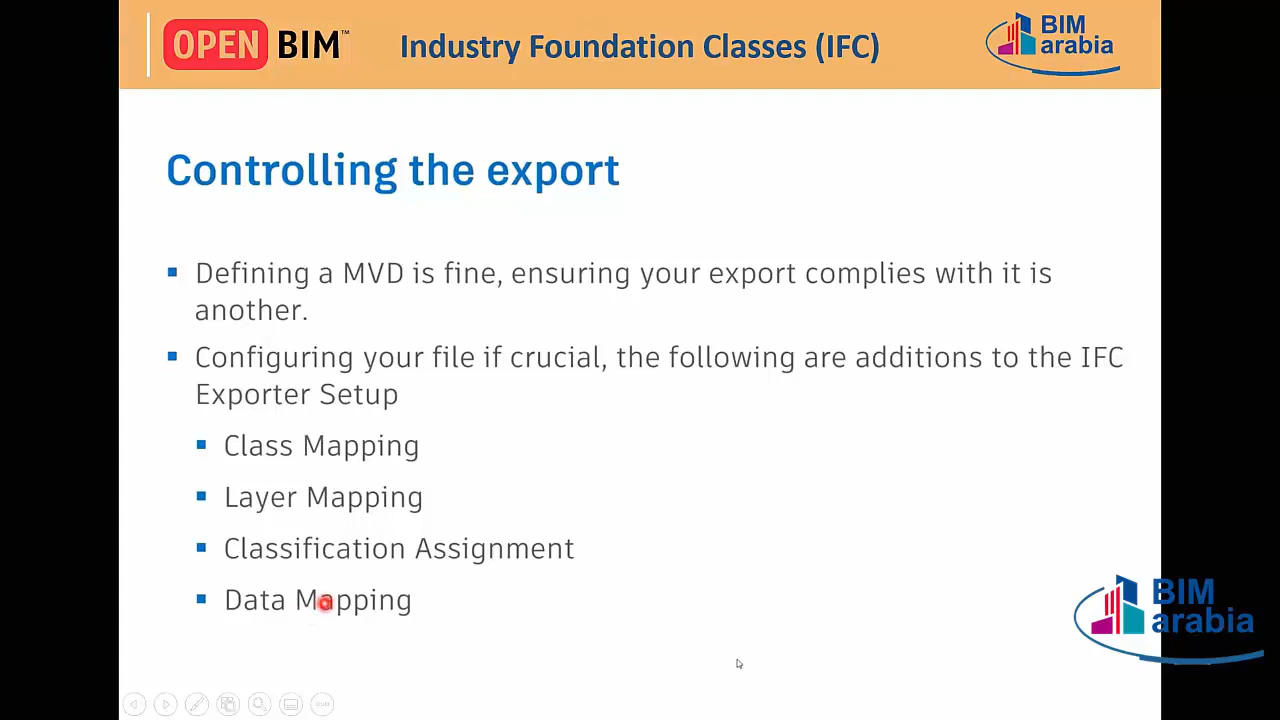 OPEN BIM™
Industry Foundation Classes (IFC)
BIM
arabia
Controlling the export
Defining a MVD is fine, ensuring your export complies with it is
another.
Configuring your file if crucial, the following are additions to the IFC
Exporter Setup
Class Mapping
Layer Mapping
Classification Assignment
Data Mapping
BIM
arabia